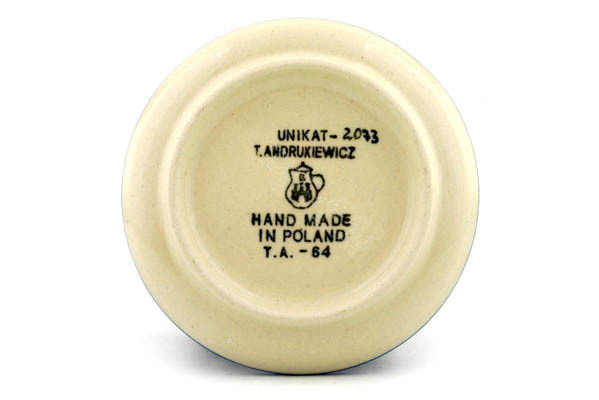 UNIKAT-2073
T.ANDRUKIEWICZ
HAND MADE
IN POLAND
T.A. -64